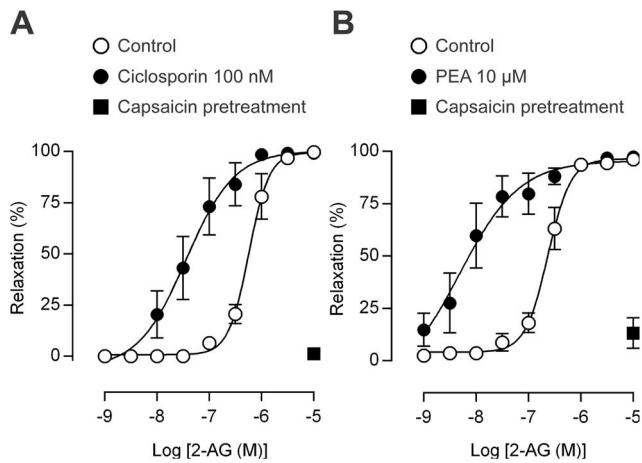 A
Control
Ciclosporin 100 nM
Capsaicin pretreatment
100
75
50
25
0
Relaxation (%)
-9 -8 -7 -6 -5
Log [2-AG (M)]
B
Control
PEA 10 µM
Capsaicin pretreatment
100
75
50
25
0
Relaxation (%)
-9 -8 -7 -6 -5
Log [2-AG (M)]